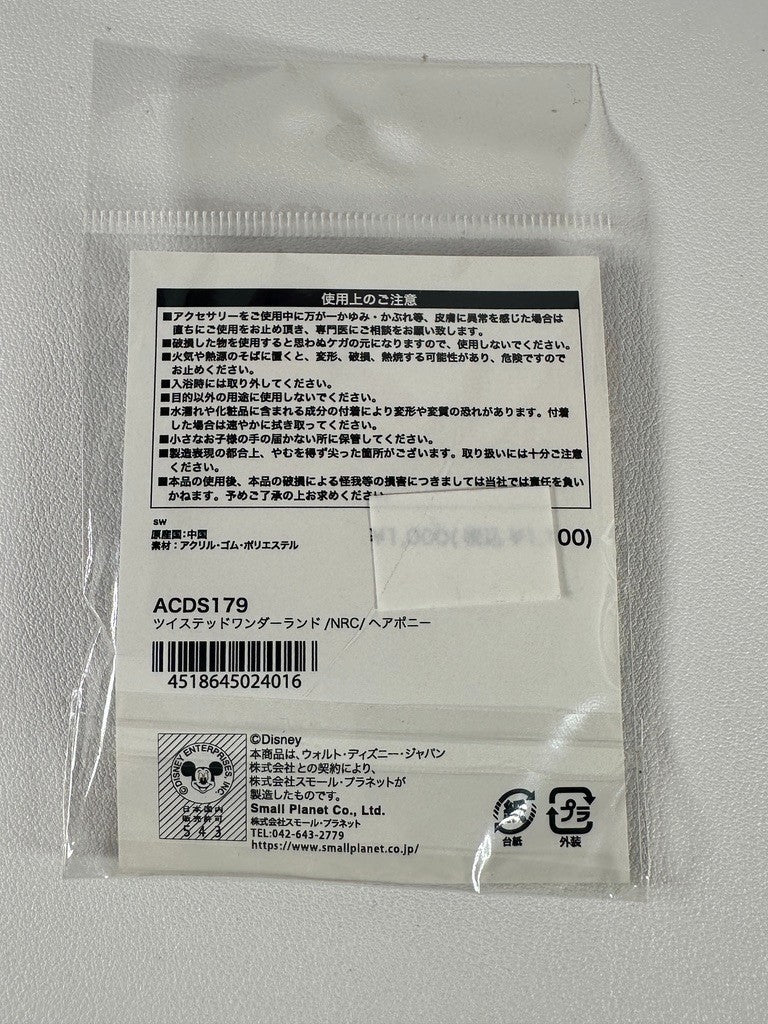 使用上のご注意
■アクセサリーをご使用中に万が一かゆみ・かぶれ等、皮膚に異常を感じた場合は
直ちにご使用をお止め頂き、専門医にご相談をお願い致します。
■破損した物を使用すると思わぬケガの元になりますので、使用しないでください。
■火気や熱源のそばに置くと、変形、破損、熱焼する可能性があり、危険ですので
お止めください。
■入浴時には取り外してください。
■目的以外の用途に使用しないでください。
■水濡れや化粧品に含まれる成分の付着により変形や変質の恐れがあります。付着
した場合は速やかに拭き取ってください。
■小さなお子様の手の届かない所に保管してください。
■製造表現の都合上、やむを得ず尖った箇所がございます。取り扱いには十分ご注意
ください。
■本品の使用後、本品の破損による怪我等の損害につきましては当社では責任を負い
かねます。予めご了承の上お求めください
SW
原産国:中国
素材:アクリル・ゴム・ポリエステル
00)
ACDS179
ツイステッドワンダーランド/NRC/ヘアポニー
4518645024016
©DISNEY ENTERPRISES, INC.
日本国内
販売許可
543
©Disney
本商品は、ウォルト・ディズニー・ジャパン
株式会社との契約により、
株式会社スモール・プラネットが
製造したものです。
Small Planet Co., Ltd.
株式会社スモール・プラネット
TEL:042-643-2779
https://www.smallplanet.co.jp/
紙
台紙
プラ
外装